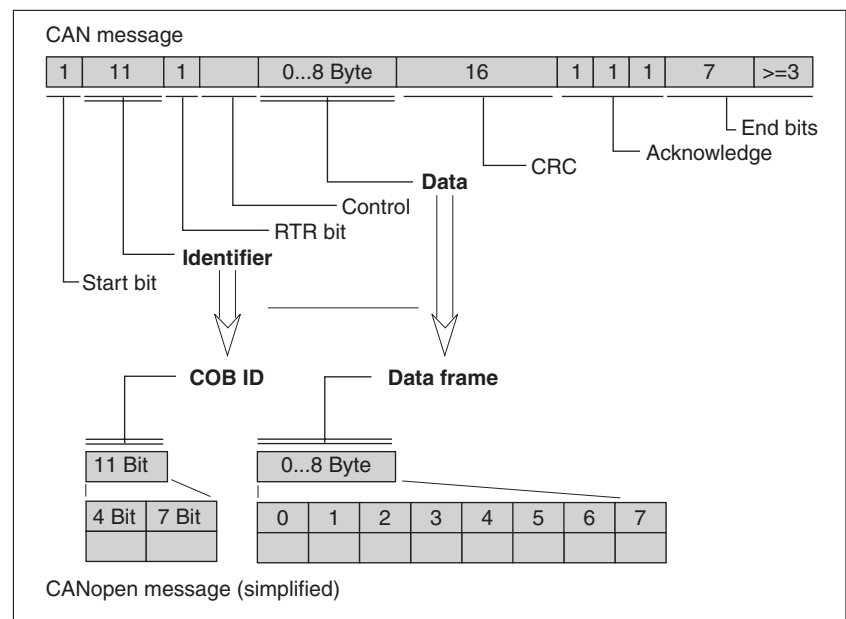 CAN message
1 11 1 0...8 Byte 16 1 1 1 7 >=3
End bits
Acknowledge
CRC
Data
Control
RTR bit
Identifier
Start bit
COB ID Data frame
11 Bit 0...8 Byte
4 Bit 7 Bit 0 1 2 3 4 5 6 7
CANopen message (simplified)